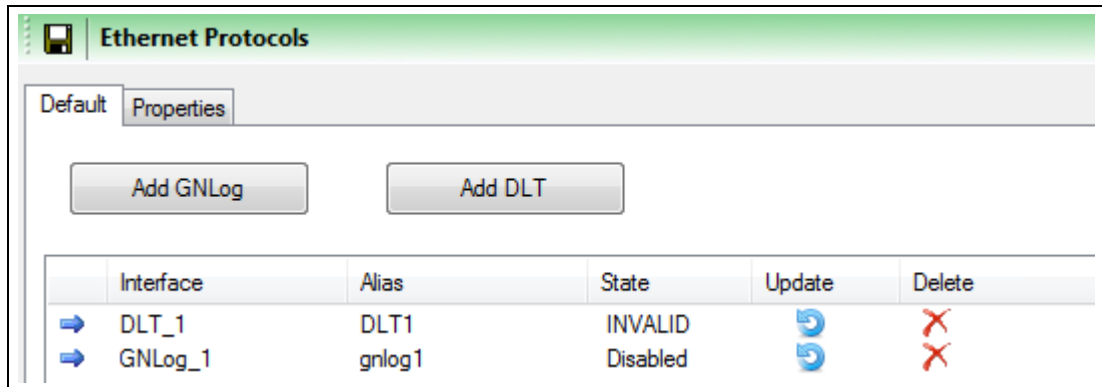 Ethernet Protocols
Default Properties
Add GNLog Add DLT
Interface Alias State Update Delete
DLT_1 DLT1 INVALID
GNLog_1 gnlog1 Disabled